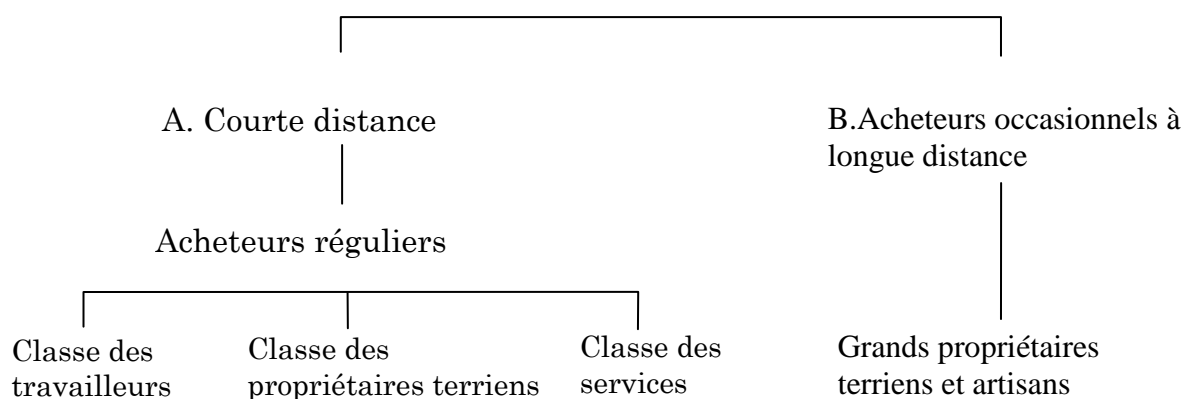 A. Courte distance
B.Acheteurs occasionnels à
longue distance
Acheteurs réguliers
Classe des
travailleurs
Classe des
propriétaires terriens
Classe des
services
Grands propriétaires
terriens et artisans